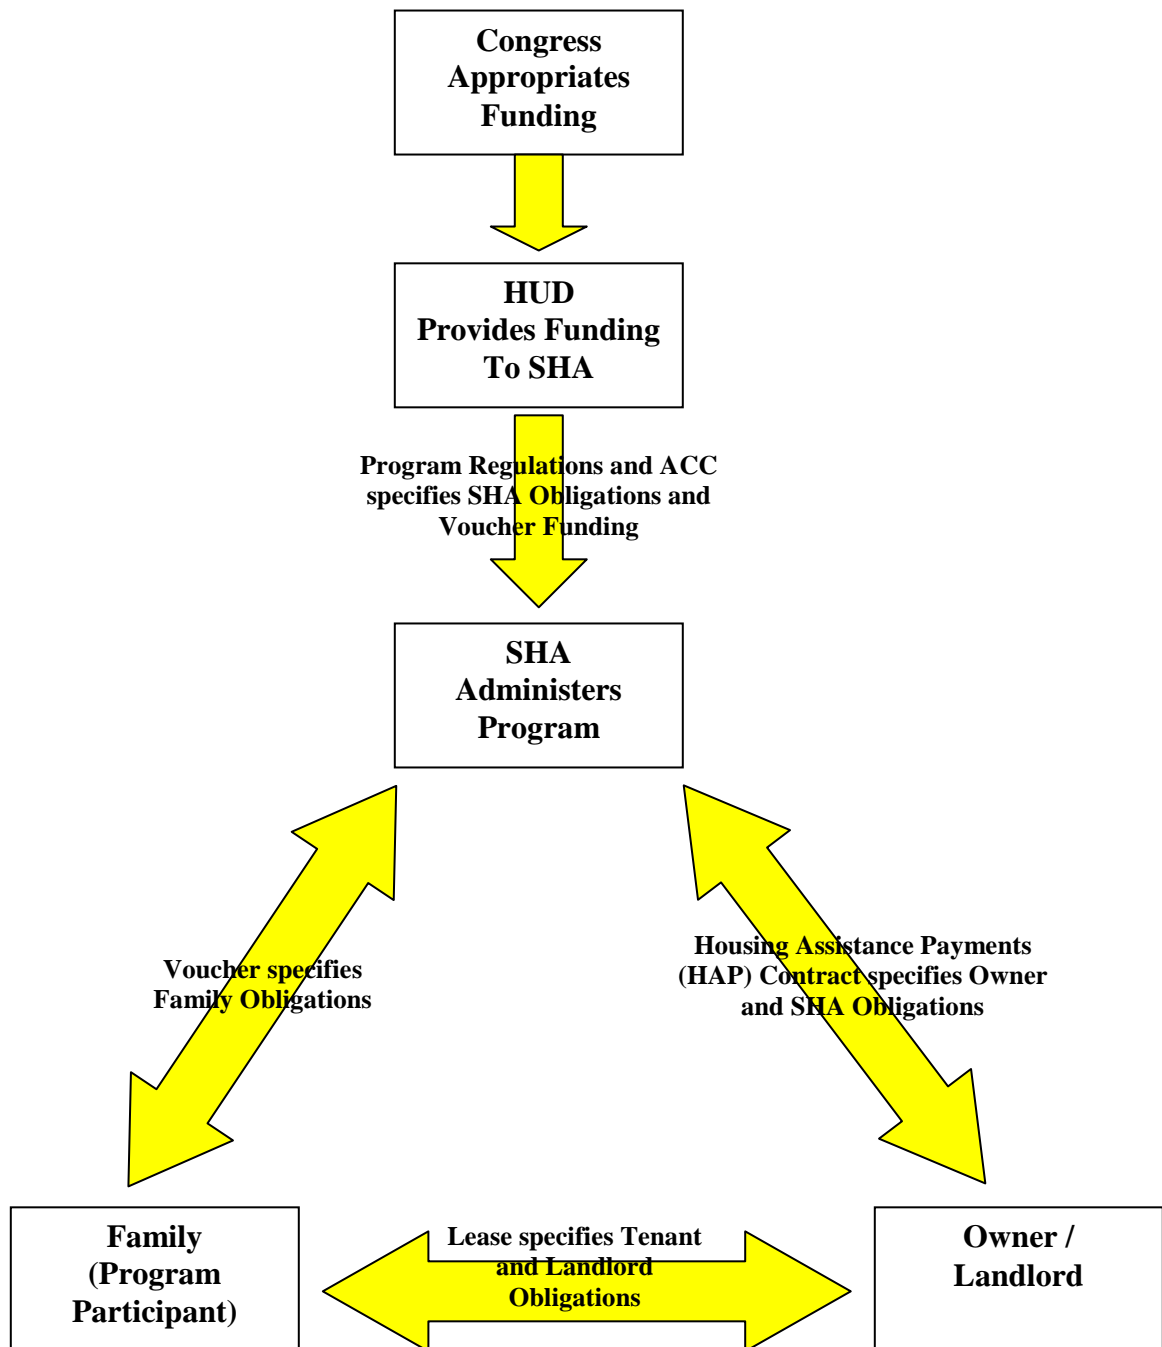 Congress
Appropriates
Funding
HUD
Provides Funding
To SHA
Program Regulations and ACC
specifies SHA Obligations and
Voucher Funding
SHA
Administers
Program
Voucher specifies
Family Obligations
Housing Assistance Payments
(HAP) Contract specifies Owner
and SHA Obligations
Family
(Program
Participant)
Lease specifies Tenant
and Landlord
Obligations
Owner /
Landlord